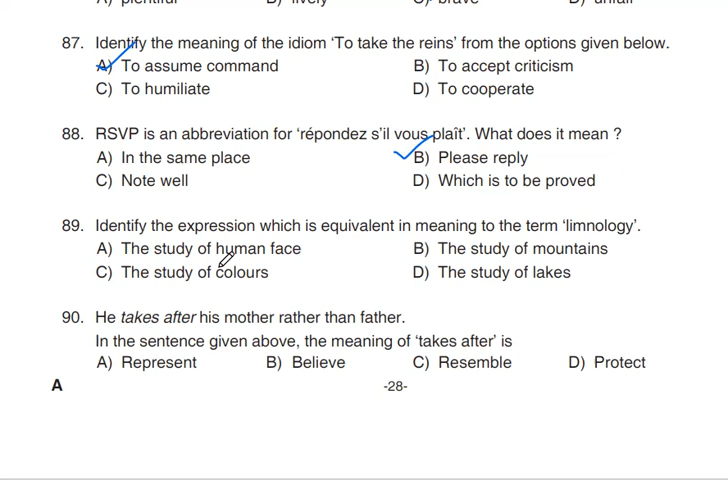 87. Identify the meaning of the idiom ‘To take the reins’ from the options given below.
A) To assume command B) To accept criticism
C) To humiliate D) To cooperate
88. RSVP is an abbreviation for ‘répondez s’il vous plaît’. What does it mean ?
A) In the same place B) Please reply
C) Note well D) Which is to be proved
89. Identify the expression which is equivalent in meaning to the term ‘limnology’.
A) The study of human face B) The study of mountains
C) The study of colours D) The study of lakes
90. He takes after his mother rather than father.
In the sentence given above, the meaning of ‘takes after’ is
A) Represent B) Believe C) Resemble D) Protect
A -28-